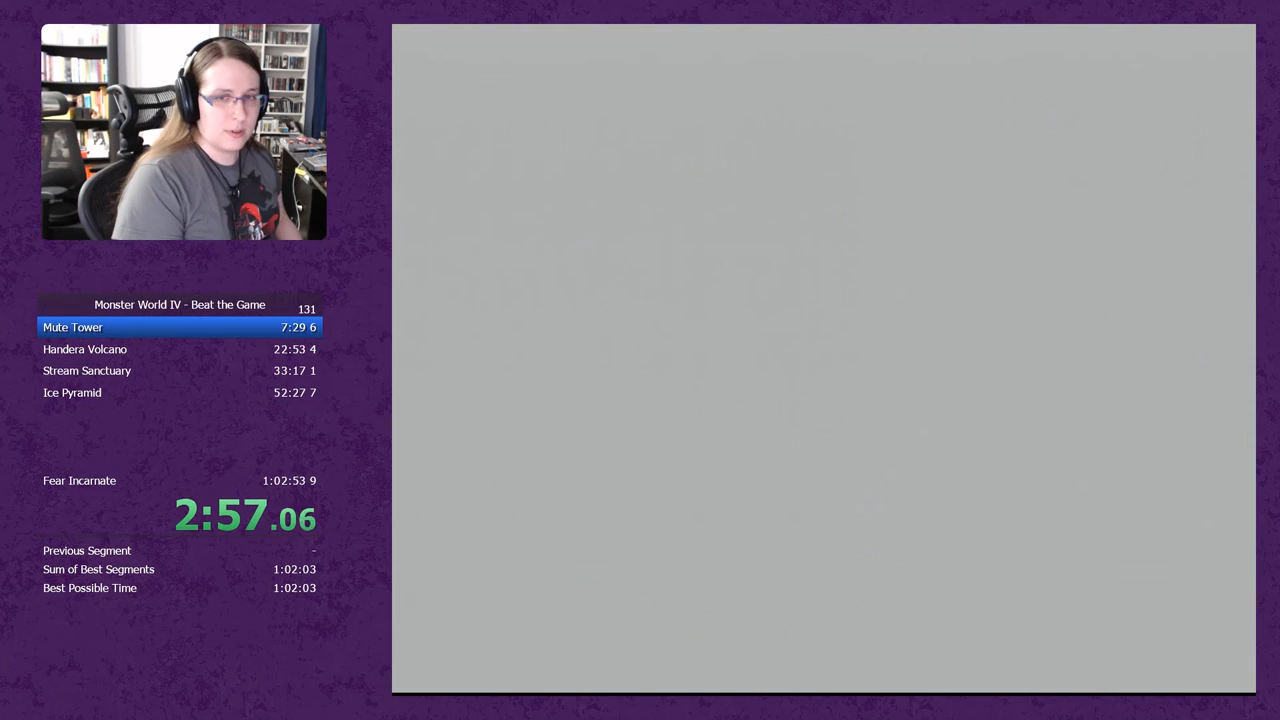 Monster World IV - Beat the Game
131
Mute Tower 7:29 6
Handera Volcano 22:53 4
Stream Sanctuary 33:17 1
Ice Pyramid 52:27 7
Fear Incarnate 1:02:53 9
2:57.06
Previous Segment -
Sum of Best Segments 1:02:03
Best Possible Time 1:02:03